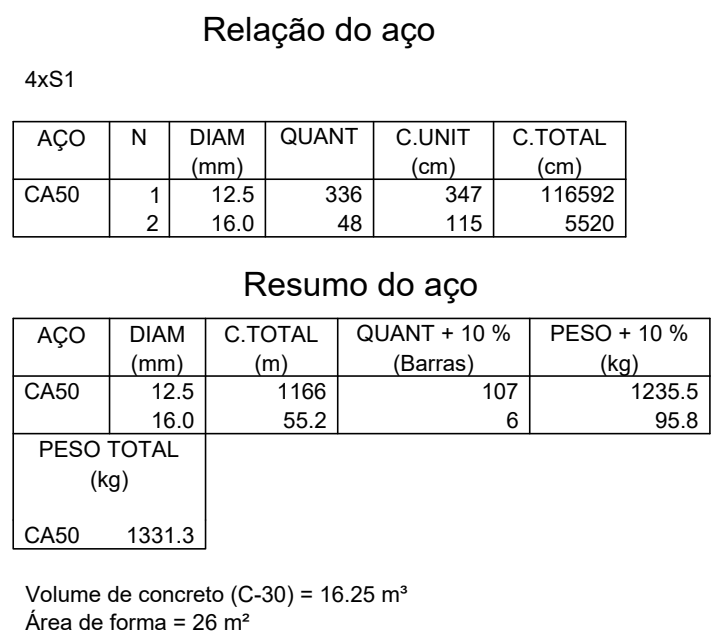 Relação do aço
4xS1
AÇO N DIAM QUANT C.UNIT C.TOTAL
(mm) (cm) (cm)
CA50 1 12.5 336 347 116592
2 16.0 48 115 5520
Resumo do aço
AÇO DIAM C.TOTAL QUANT + 10 % PESO + 10 %
(mm) (m) (Barras) (kg)
CA50 12.5 1166 107 1235.5
16.0 55.2 6 95.8
PESO TOTAL
(kg)
CA50 1331.3
Volume de concreto (C-30) = 16.25 m³
Área de forma = 26 m²